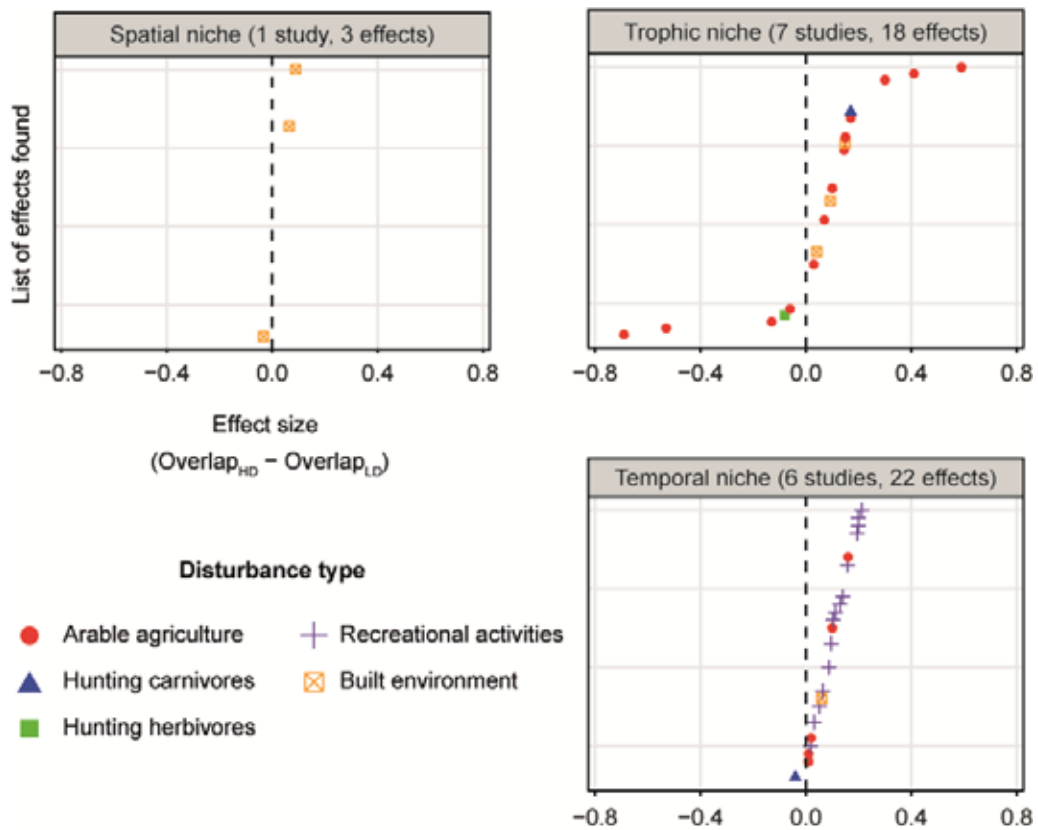 Spatial niche (1 study, 3 effects)
Trophic niche (7 studies, 18 effects)
List of effects found
−0.8 −0.4 0.0 0.4 0.8
−0.8 −0.4 0.0 0.4 0.8
Effect size
(Overlap_HD − Overlap_LD)
Temporal niche (6 studies, 22 effects)
Disturbance type
Arable agriculture
Recreational activities
Hunting carnivores
Built environment
Hunting herbivores
−0.8 −0.4 0.0 0.4 0.8